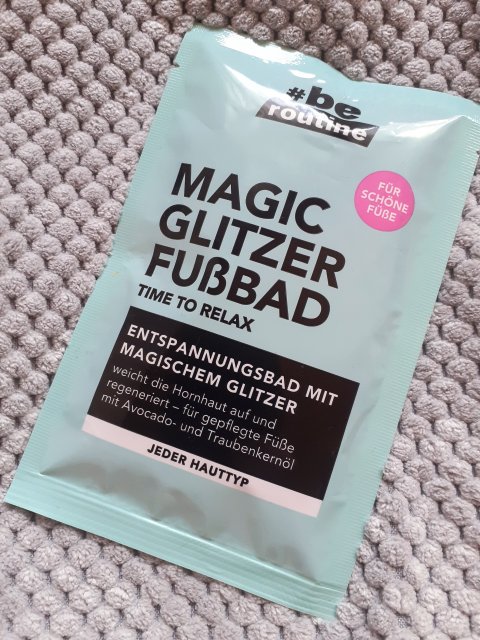 #be
routine
MAGIC
GLITZER
FUßBAD
TIME TO RELAX
FÜR
SCHÖNE
FÜßE
ENTSPANNUNGSBAD MIT
MAGISCHEM GLITZER
weicht die Hornhaut auf und
regeneriert – für gepflegte Füße
mit Avocado- und Traubenkernöl
JEDER HAUTTYP